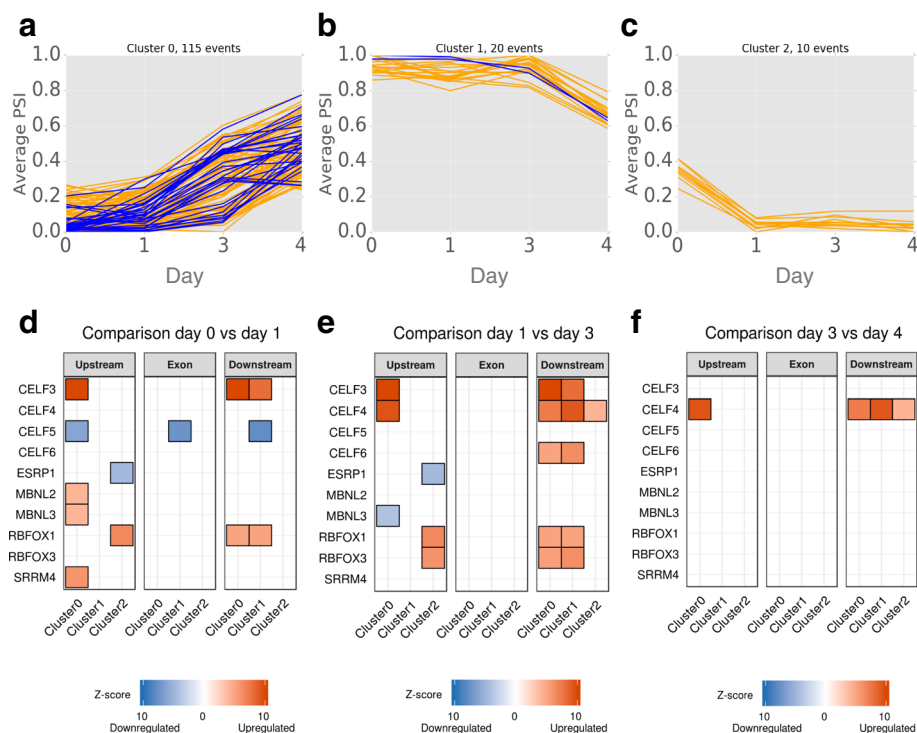 a
Cluster 0, 115 events
Average PSI
1.0
0.8
0.6
0.4
0.2
0.0
0 1 3 4
Day
b
Cluster 1, 20 events
Average PSI
1.0
0.8
0.6
0.4
0.2
0.0
0 1 3 4
Day
c
Cluster 2, 10 events
Average PSI
1.0
0.8
0.6
0.4
0.2
0.0
0 1 3 4
Day
d
Comparison day 0 vs day 1
Upstream Exon Downstream
CELF3
CELF4
CELF5
CELF6
ESRP1
MBNL2
MBNL3
RBFOX1
RBFOX3
SRRM4
Cluster0 Cluster1 Cluster2 Cluster0 Cluster1 Cluster2 Cluster0 Cluster1 Cluster2
Z-score
10 0 10
Downregulated Upregulated
e
Comparison day 1 vs day 3
Upstream Exon Downstream
CELF3
CELF4
CELF5
CELF6
ESRP1
MBNL2
MBNL3
RBFOX1
RBFOX3
SRRM4
Cluster0 Cluster1 Cluster2 Cluster0 Cluster1 Cluster2 Cluster0 Cluster1 Cluster2
Z-score
10 0 10
Downregulated Upregulated
f
Comparison day 3 vs day 4
Upstream Exon Downstream
CELF3
CELF4
CELF5
CELF6
ESRP1
MBNL2
MBNL3
RBFOX1
RBFOX3
SRRM4
Cluster0 Cluster1 Cluster2 Cluster0 Cluster1 Cluster2 Cluster0 Cluster1 Cluster2
Z-score
10 0 10
Downregulated Upregulated